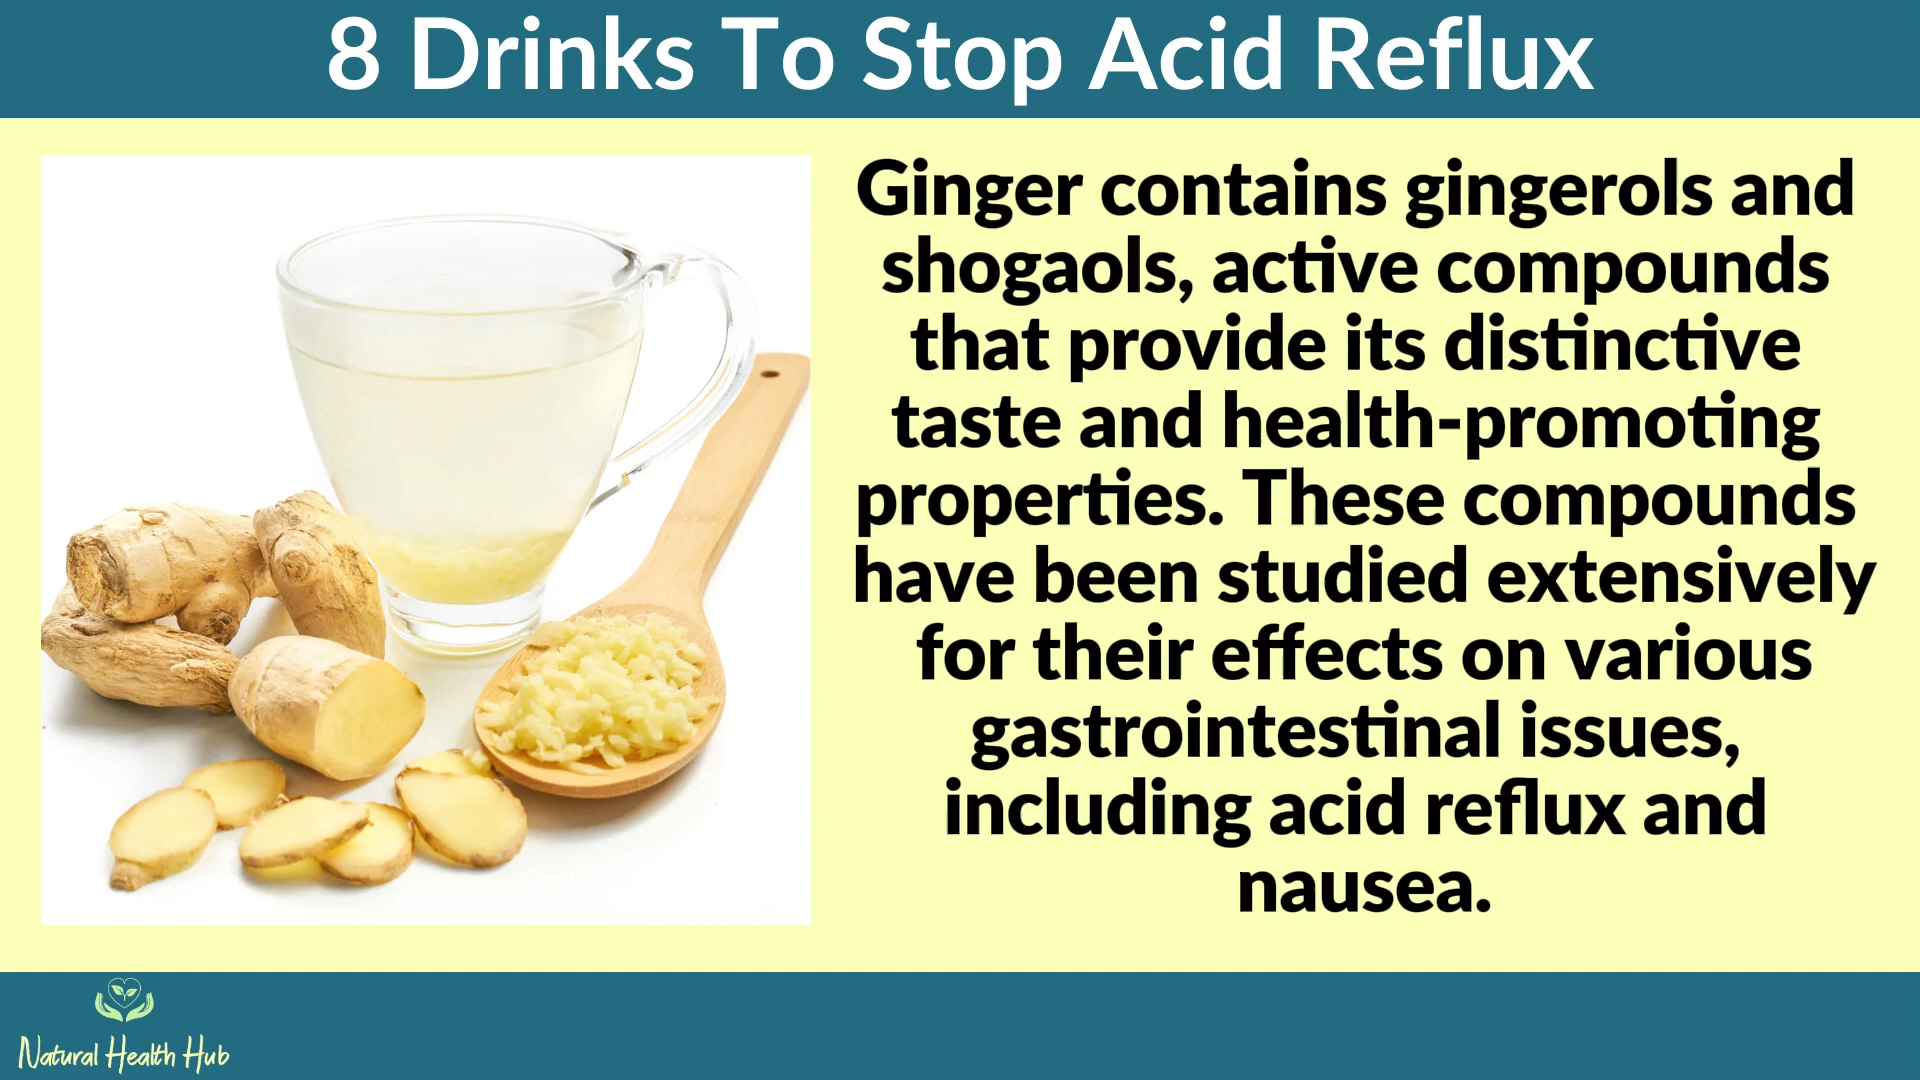 8 Drinks To Stop Acid Reflux
Ginger contains gingerols and
shogaols, active compounds
that provide its distinctive
taste and health-promoting
properties. These compounds
have been studied extensively
for their effects on various
gastrointestinal issues,
including acid reflux and
nausea.
Natural Health Hub